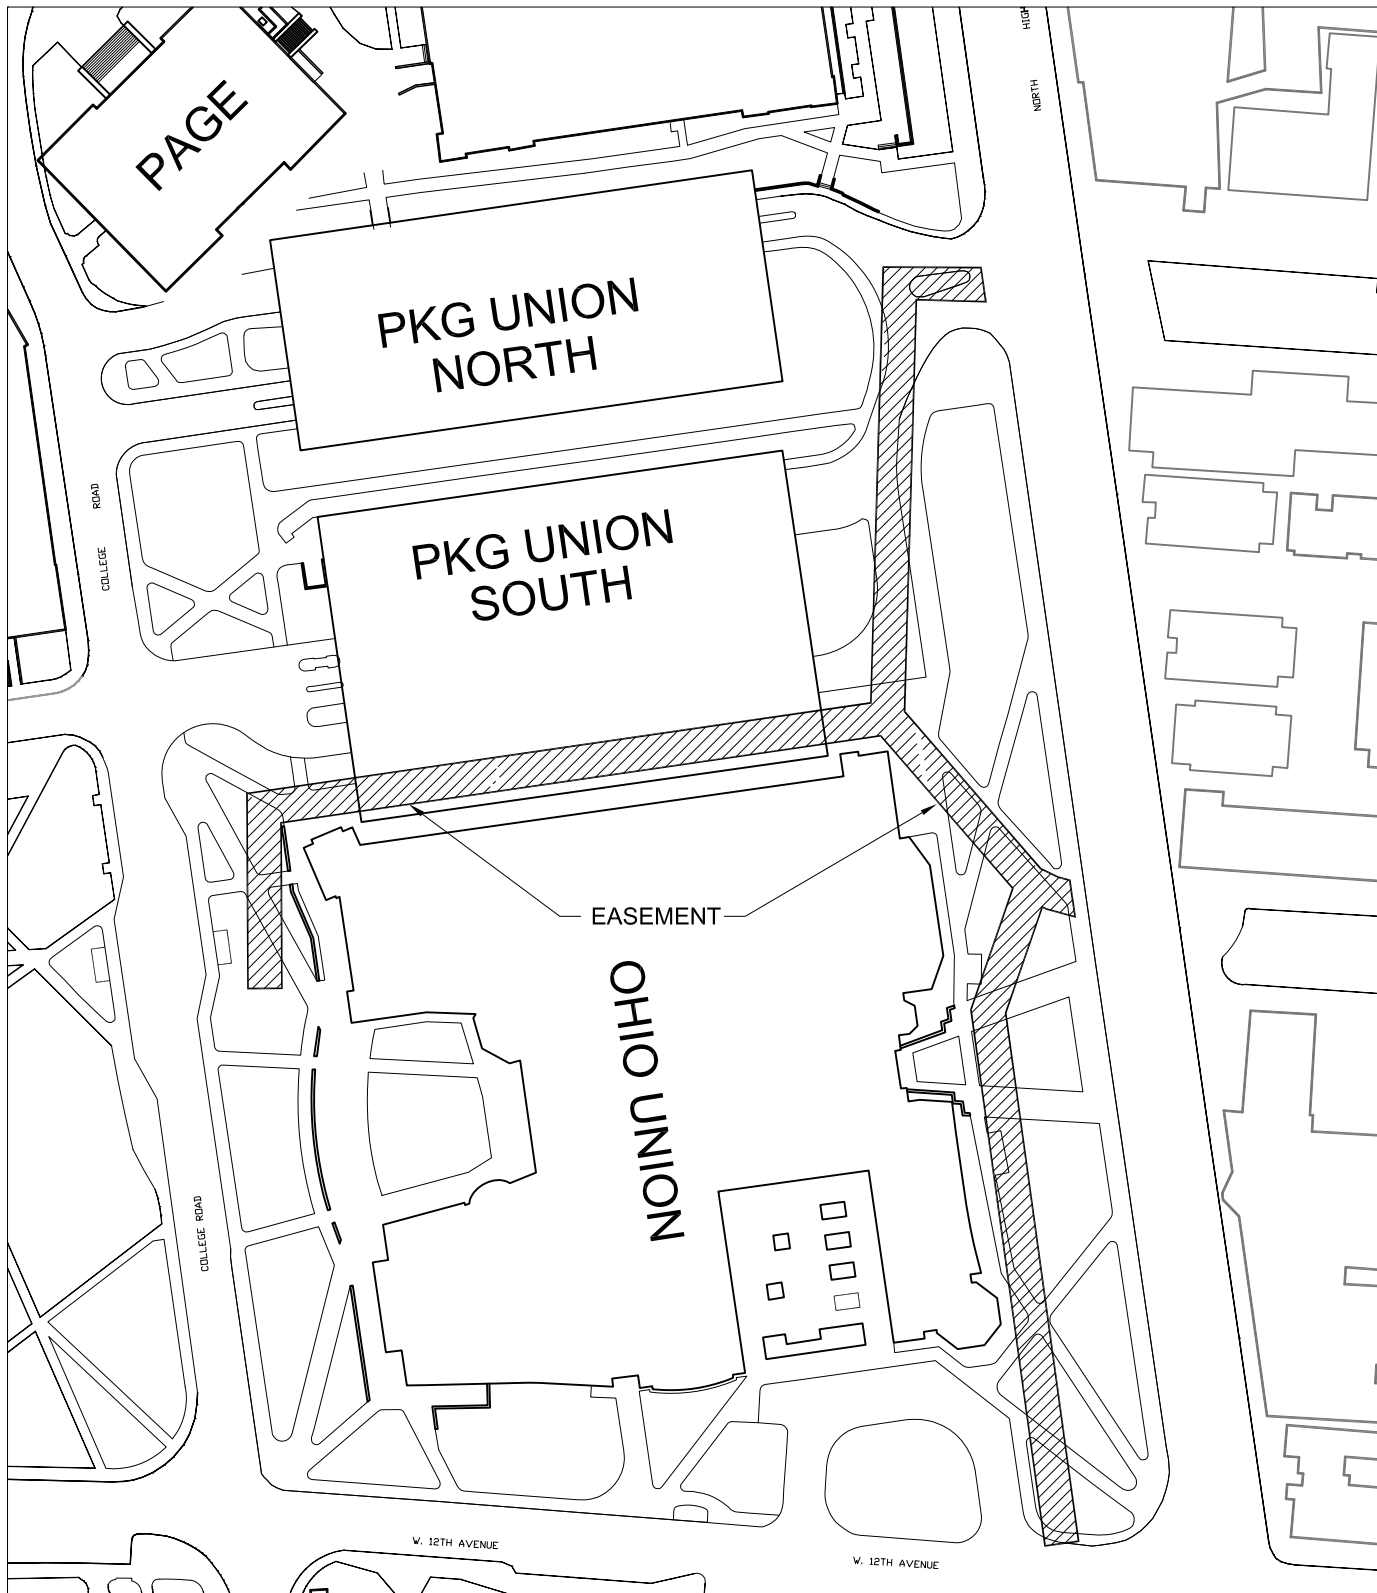 HIGH
NORTH
PAGE
PKG UNION
NORTH
PKG UNION
SOUTH
ROAD
COLLEGE
EASEMENT
OHIO UNION
COLLEGE ROAD
W. 12TH AVENUE
W. 12TH AVENUE